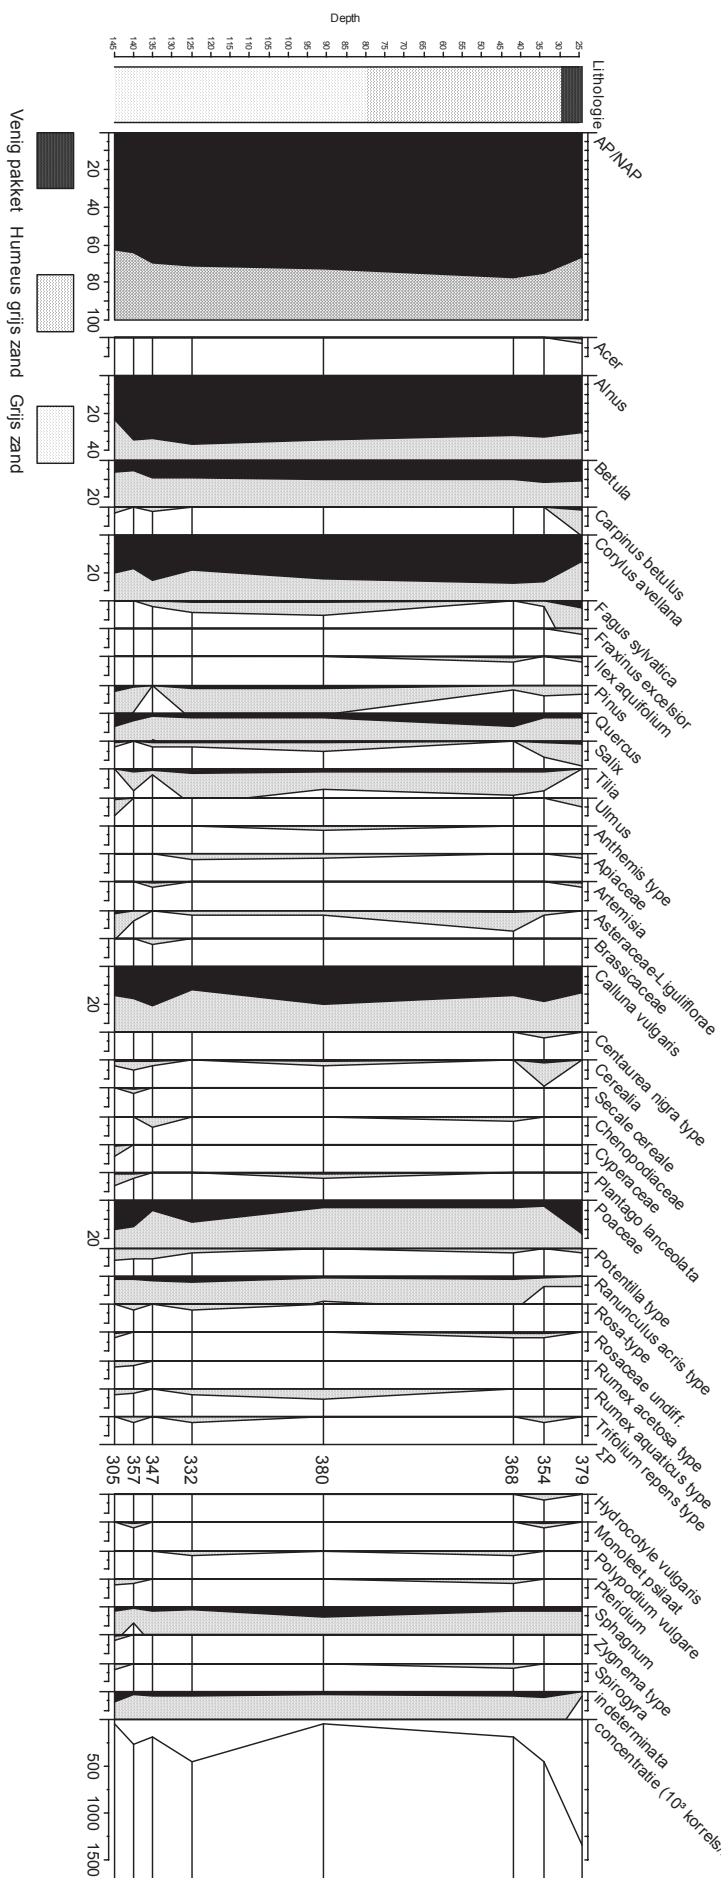 Depth
145 140 135 130 125 120 115 110 105 100 95 90 85 80 75 70 65 60 55 50 45 40 35 30 25
Lithologie
Venig pakket
Humeus grijs zand
Grijs zand
AP/NAP
20 40 60 80 100
Acer
Alnus
20 40
Betula
20
Carpinus betulus
Corylus avellana
20
Fagus sylvatica
Fraxinus excelsior
Ilex aquifolium
Pinus
Quercus
Salix
Tilia
Ulmus
Anthemis type
Apiaceae
Artemisia
Asteraceae-Liguliflorae
Brassicaceae
Calluna vulgaris
20
Centaurea nigra type
Cerealia
Secale cereale
Chenopodiaceae
Cyperaceae
Plantago lanceolata
Poaceae
20
Potentilla type
Ranunculus acris type
Rosa-type
Rosaceae undiff.
Rumex acetosa type
Rumex aquaticus type
Trifolium repens type
ΣP
305 357 347 332 380 368 354 379
Hydrocotyle vulgaris
Monoleet psilaat
Polypodium vulgare
Pteridium
Sphagnum
Zygnema type
Spirogyra
indeterminata
concentratie (10³ korrels/
500 1000 1500